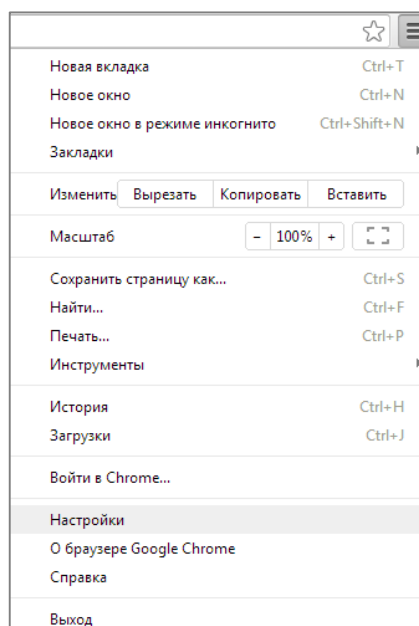 Новая вкладка Ctrl+T
Новое окно Ctrl+N
Новое окно в режиме инкогнито Ctrl+Shift+N
Закладки
Изменить Вырезать Копировать Вставить
Масштаб - 100% +
Сохранить страницу как... Ctrl+S
Найти... Ctrl+F
Печать... Ctrl+P
Инструменты
История Ctrl+H
Загрузки Ctrl+J
Войти в Chrome...
Настройки
О браузере Google Chrome
Справка
Выход